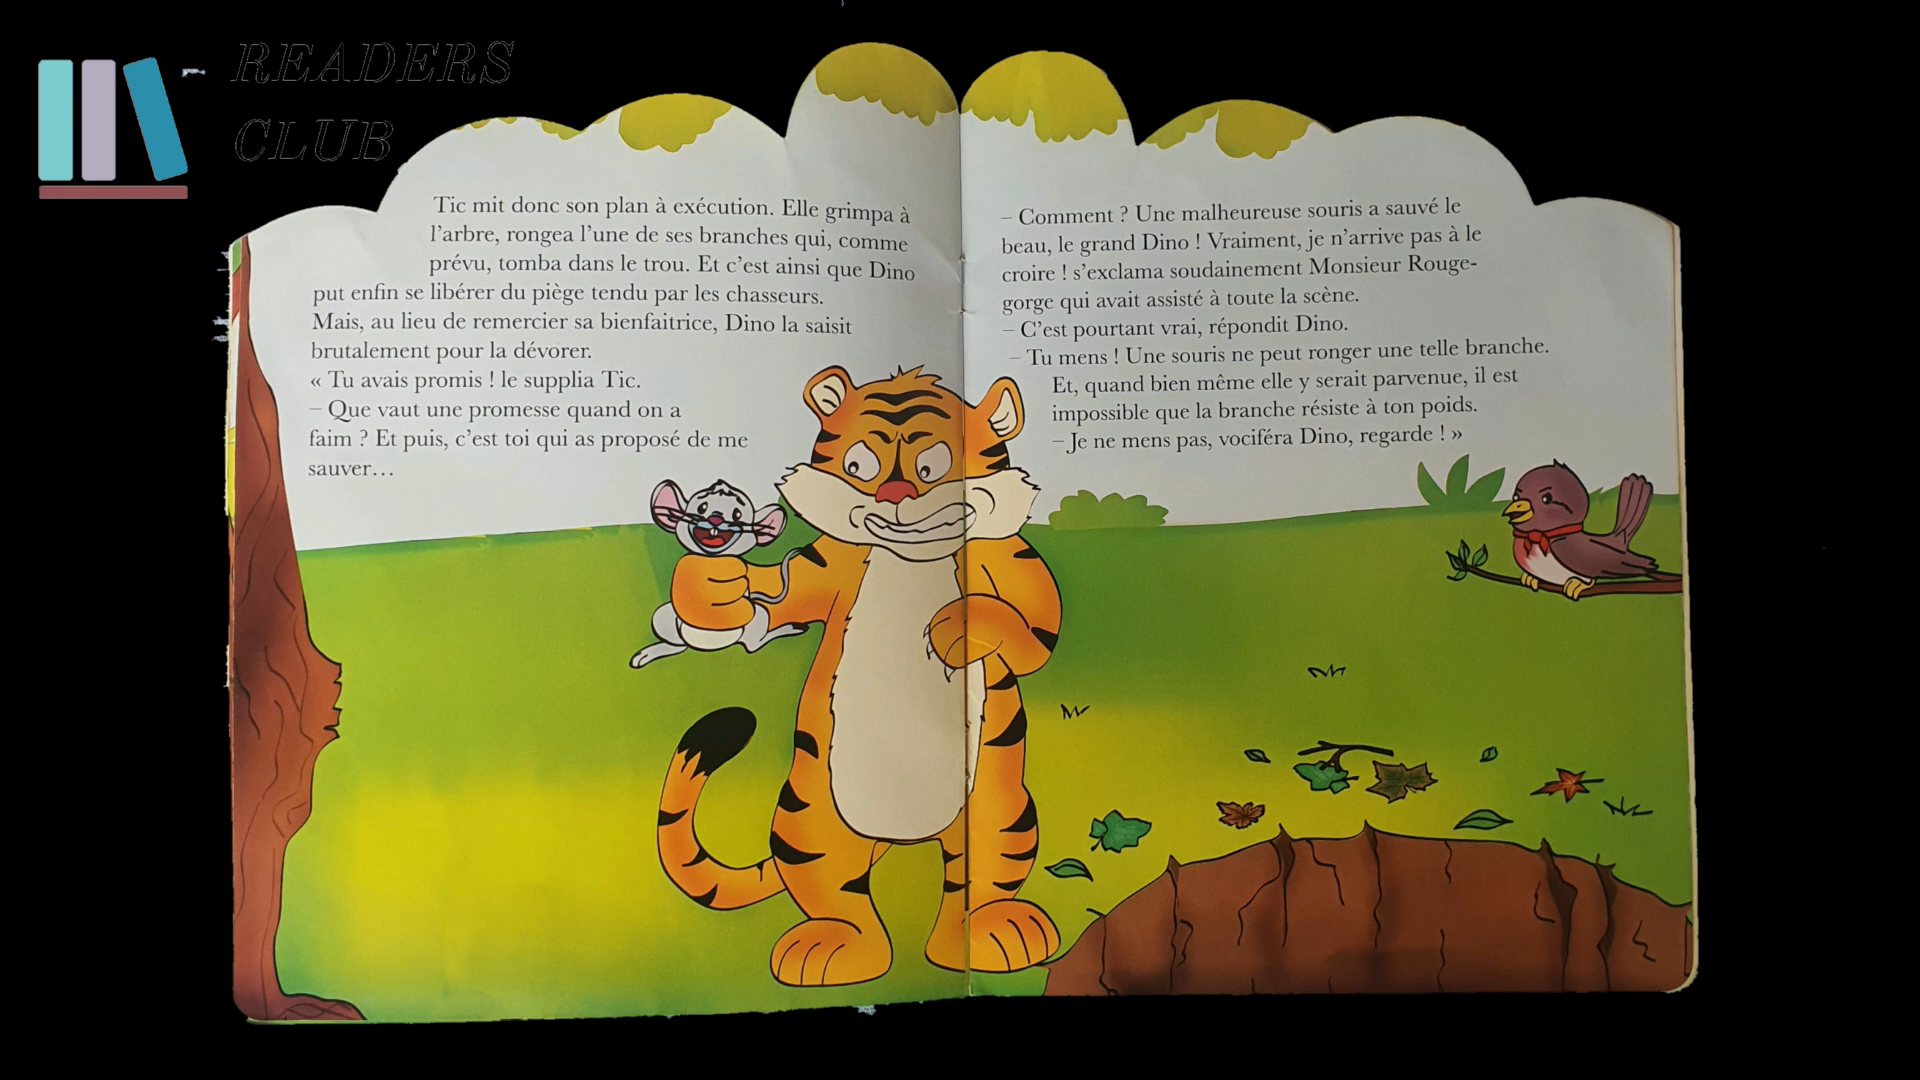 READERS
CLUB
Tic mit donc son plan à exécution. Elle grimpa à
l'arbre, rongea l'une de ses branches qui, comme
prévu, tomba dans le trou. Et c'est ainsi que Dino
put enfin se libérer du piège tendu par les chasseurs.
Mais, au lieu de remercier sa bienfaitrice, Dino la saisit
brutalement pour la dévorer.
« Tu avais promis ! le supplia Tic.
– Que vaut une promesse quand on a
faim ? Et puis, c'est toi qui as proposé de me
sauver…
– Comment ? Une malheureuse souris a sauvé le
beau, le grand Dino ! Vraiment, je n'arrive pas à le
croire ! s'exclama soudainement Monsieur Rouge-
gorge qui avait assisté à toute la scène.
– C'est pourtant vrai, répondit Dino.
– Tu mens ! Une souris ne peut ronger une telle branche.
Et, quand bien même elle y serait parvenue, il est
impossible que la branche résiste à ton poids.
– Je ne mens pas, vociféra Dino, regarde ! »